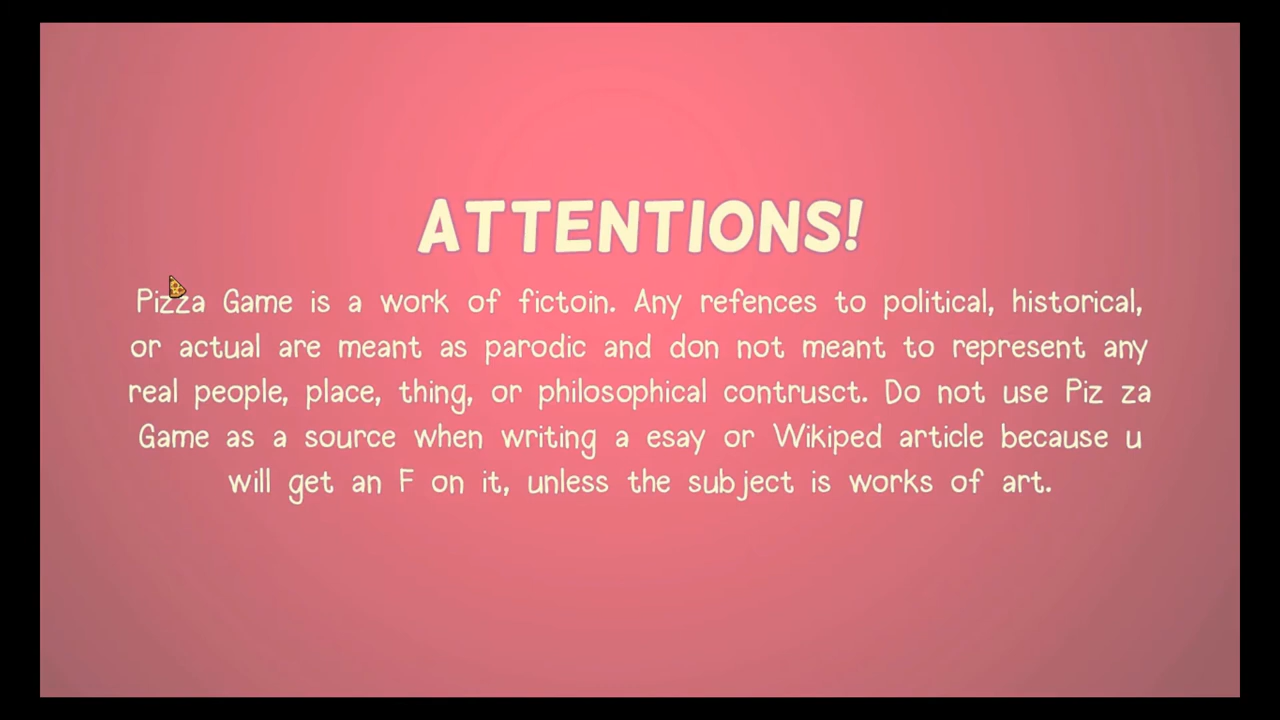 ATTENTIONS!
Pizza Game is a work of fictoin. Any refences to political, historical,
or actual are meant as parodic and don not meant to represent any
real people, place, thing, or philosophical contrusct. Do not use Piz za
Game as a source when writing a esay or Wikiped article because u
will get an F on it, unless the subject is works of art.